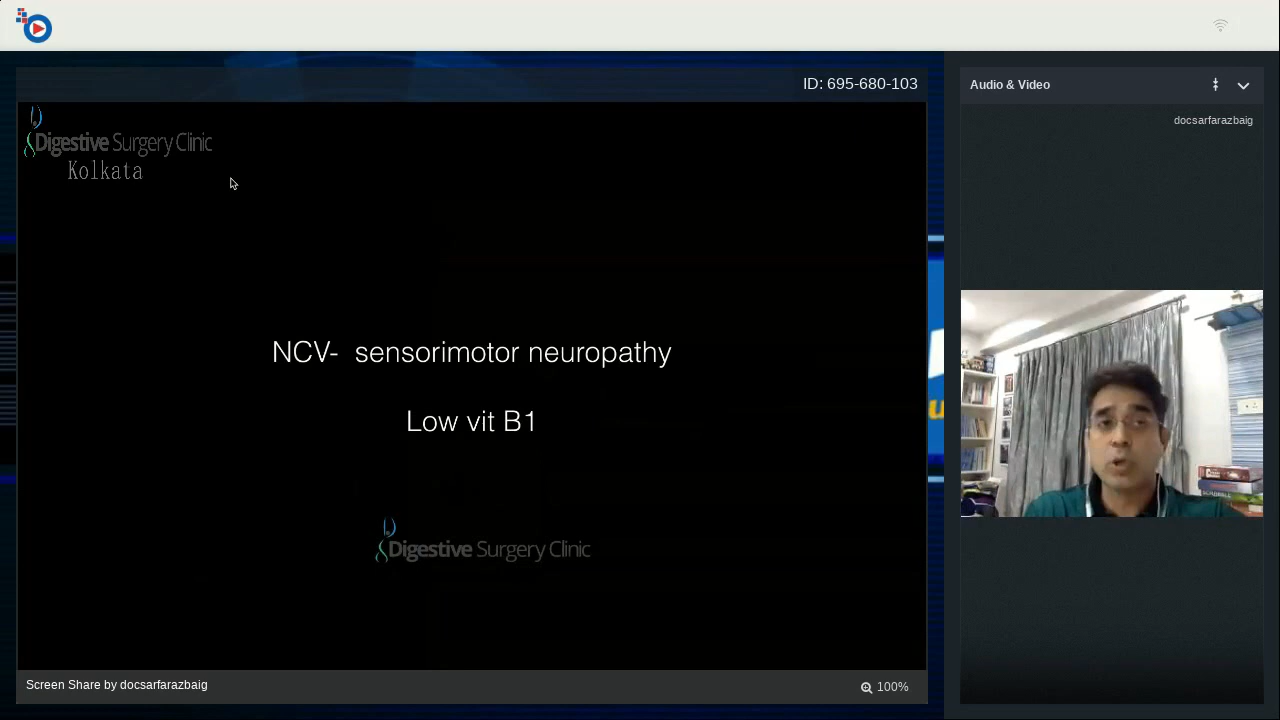 ID: 695-680-103
Digestive Surgery Clinic
Kolkata
NCV- sensorimotor neuropathy
Low vit B1
Digestive Surgery Clinic
Screen Share by docsarfarazbaig
100%
Audio & Video
docsarfarazbaig